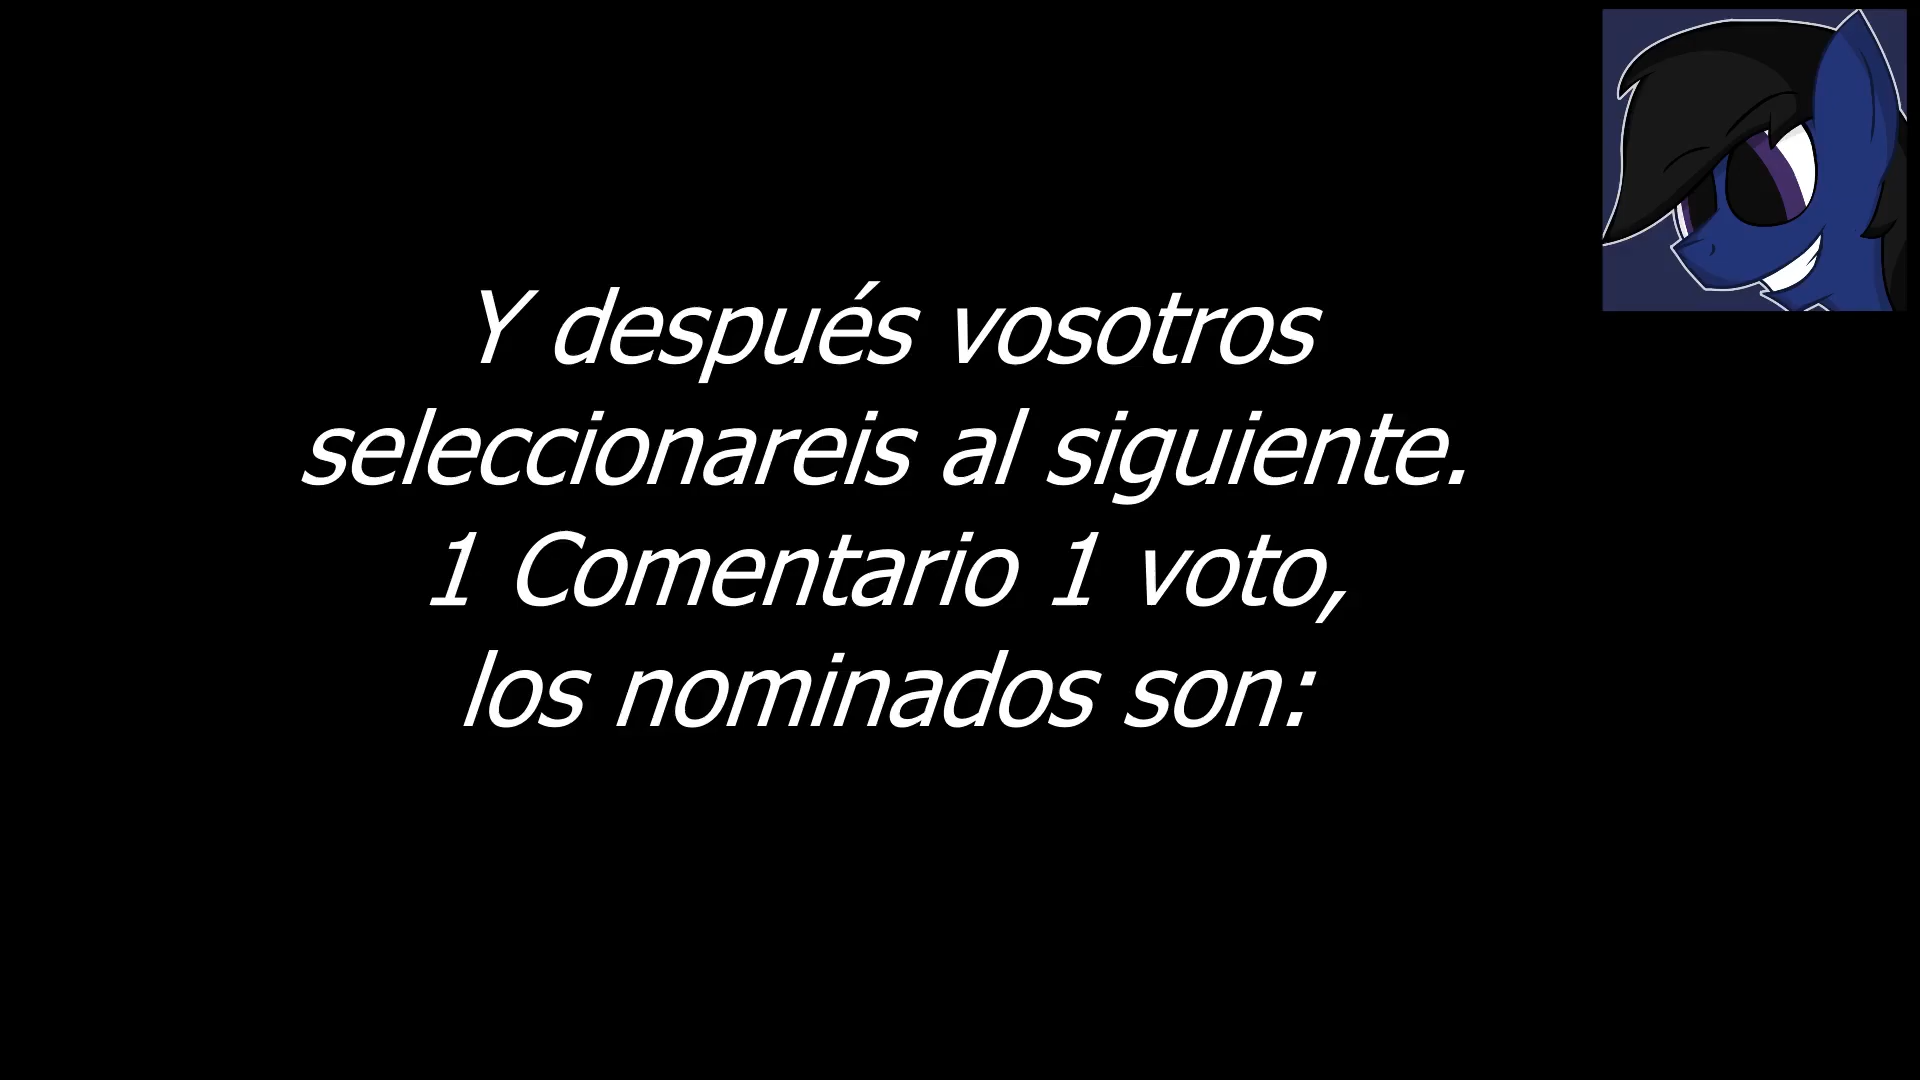 Y después vosotros
seleccionareis al siguiente.
1 Comentario 1 voto,
los nominados son: